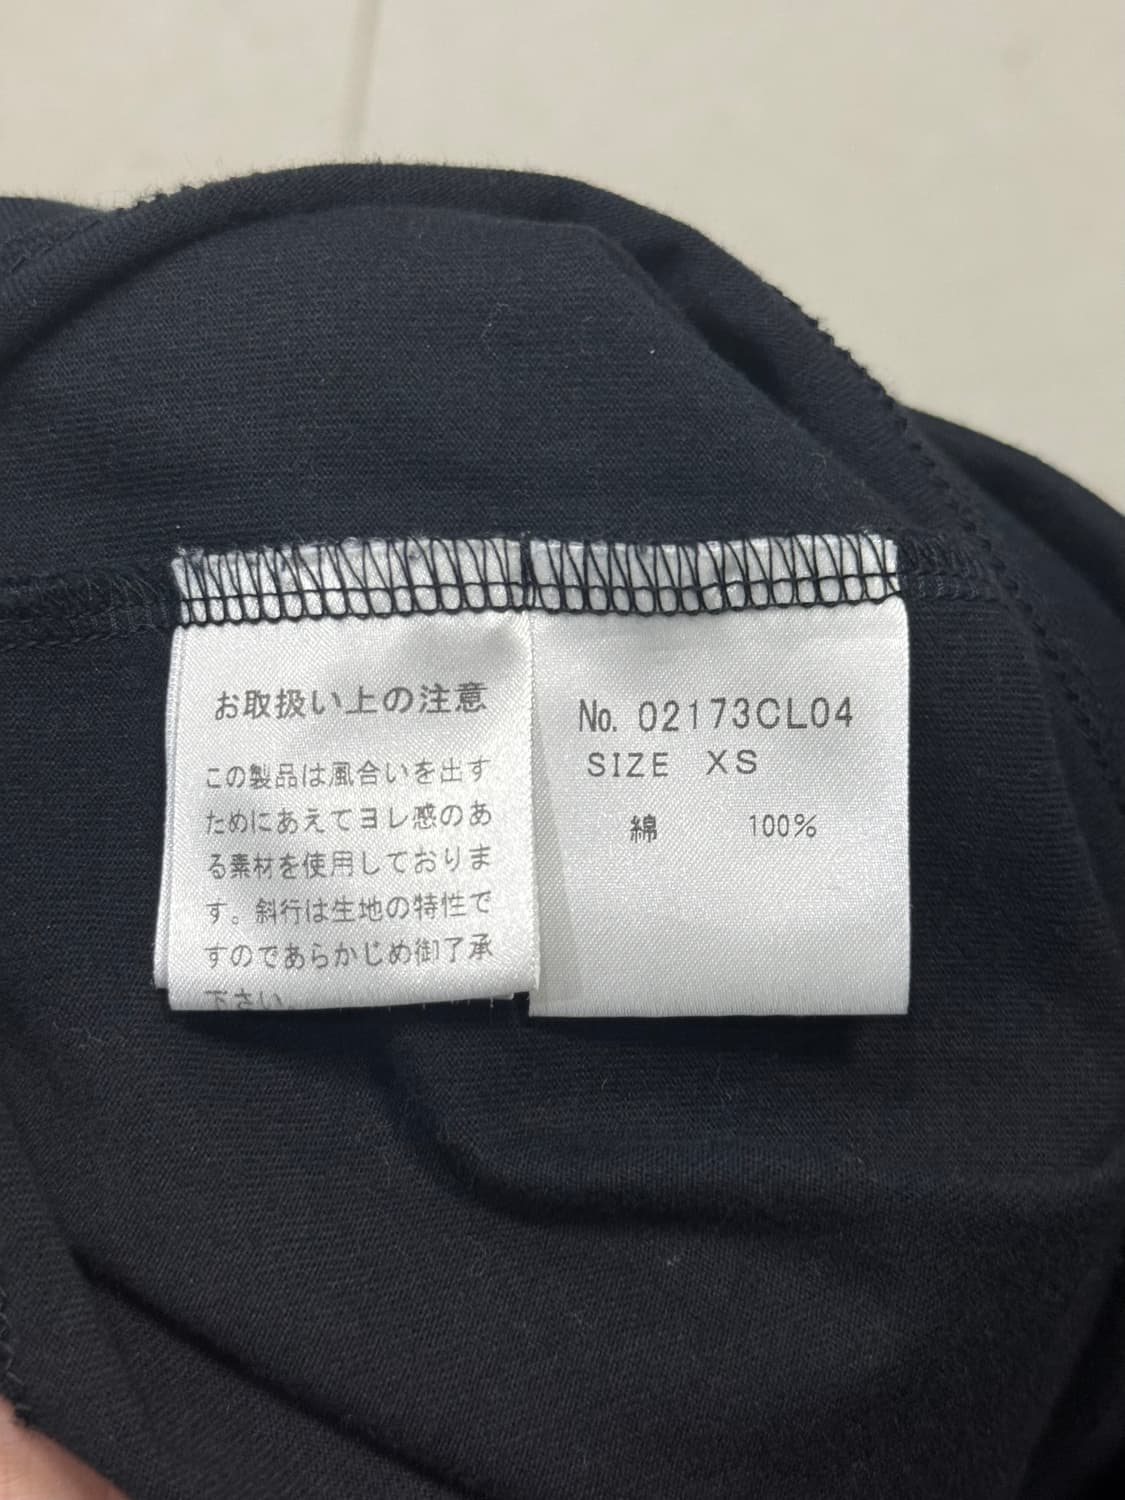 お取扱い上の注意
この製品は風合いを出す
ためにあえてヨレ感のあ
る素材を使用しておりま
す。斜行は生地の特性で
すのであらかじめ御了承
下さい。
No. 02173CL04
SIZE XS
綿 100%